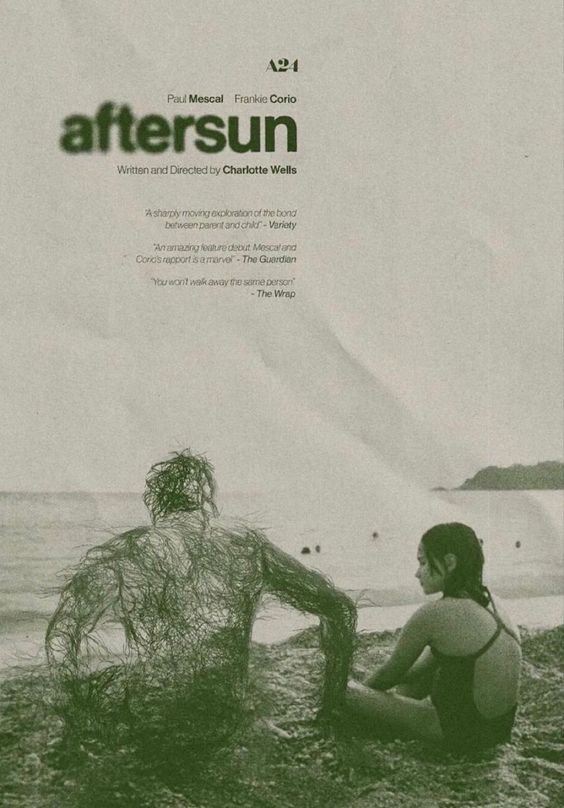 A24
Paul Mescal Frankie Corio
aftersun
Written and Directed by Charlotte Wells
"A sharply moving exploration of the bond
between parent and child" - Variety
"An amazing feature debut. Mescal and
Corio's rapport is a marvel" - The Guardian
"You won't walk away the same person"
- The Wrap